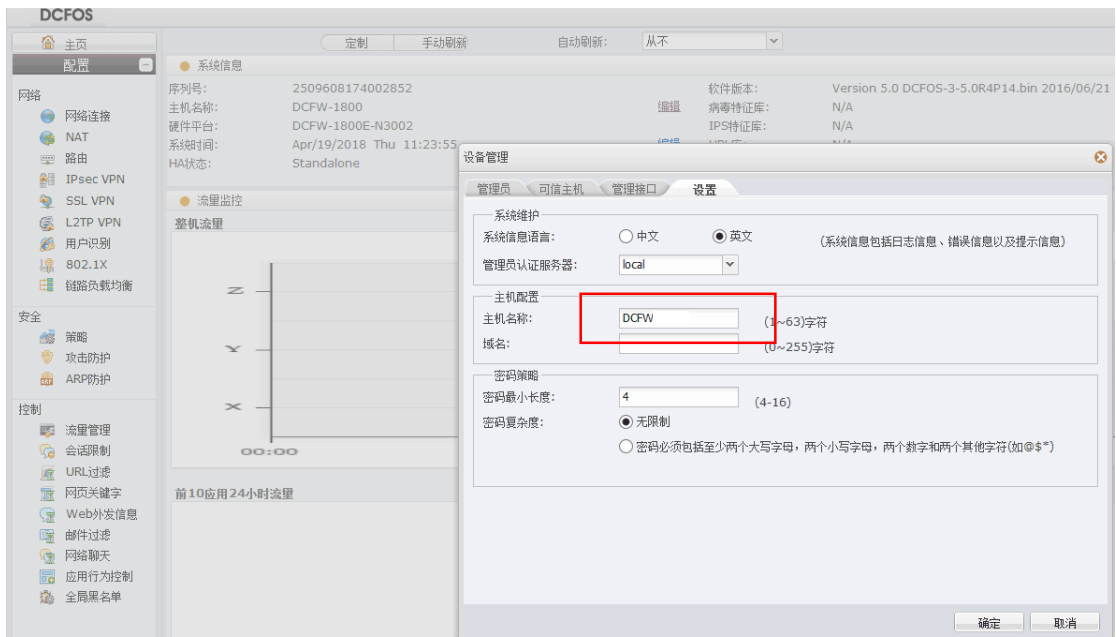 DCFOS
主页
定制 手动刷新 自动刷新: 从不
配置
系统信息
网络
网络连接
NAT
路由
IPsec VPN
SSL VPN
L2TP VPN
用户识别
802.1X
链路负载均衡
安全
策略
攻击防护
ARP防护
控制
流量管理
会话限制
URL过滤
网页关键字
Web外发信息
邮件过滤
网络聊天
应用行为控制
全局黑名单
序列号: 2509608174002852 软件版本: Version 5.0 DCFOS-3-5.0R4P14.bin 2016/06/21
主机名称: DCFW-1800 编辑 病毒特征库: N/A
硬件平台: DCFW-1800E-N3002 IPS特征库: N/A
系统时间: Apr/19/2018 Thu 11:23:55
HA状态: Standalone
流量监控
整机流量
Z
Y
X
00:00
前10应用24小时流量
设备管理
管理员 可信主机 管理接口 设置
系统维护
系统信息语言: 中文 英文 (系统信息包括日志信息、错误信息以及提示信息)
管理员认证服务器: local
主机配置
主机名称: DCFW (1~63)字符
域名: (0~255)字符
密码策略
密码最小长度: 4 (4-16)
密码复杂度: 无限制
密码必须包括至少两个大写字母，两个小写字母，两个数字和两个其他字符(如@$*)
确定 取消